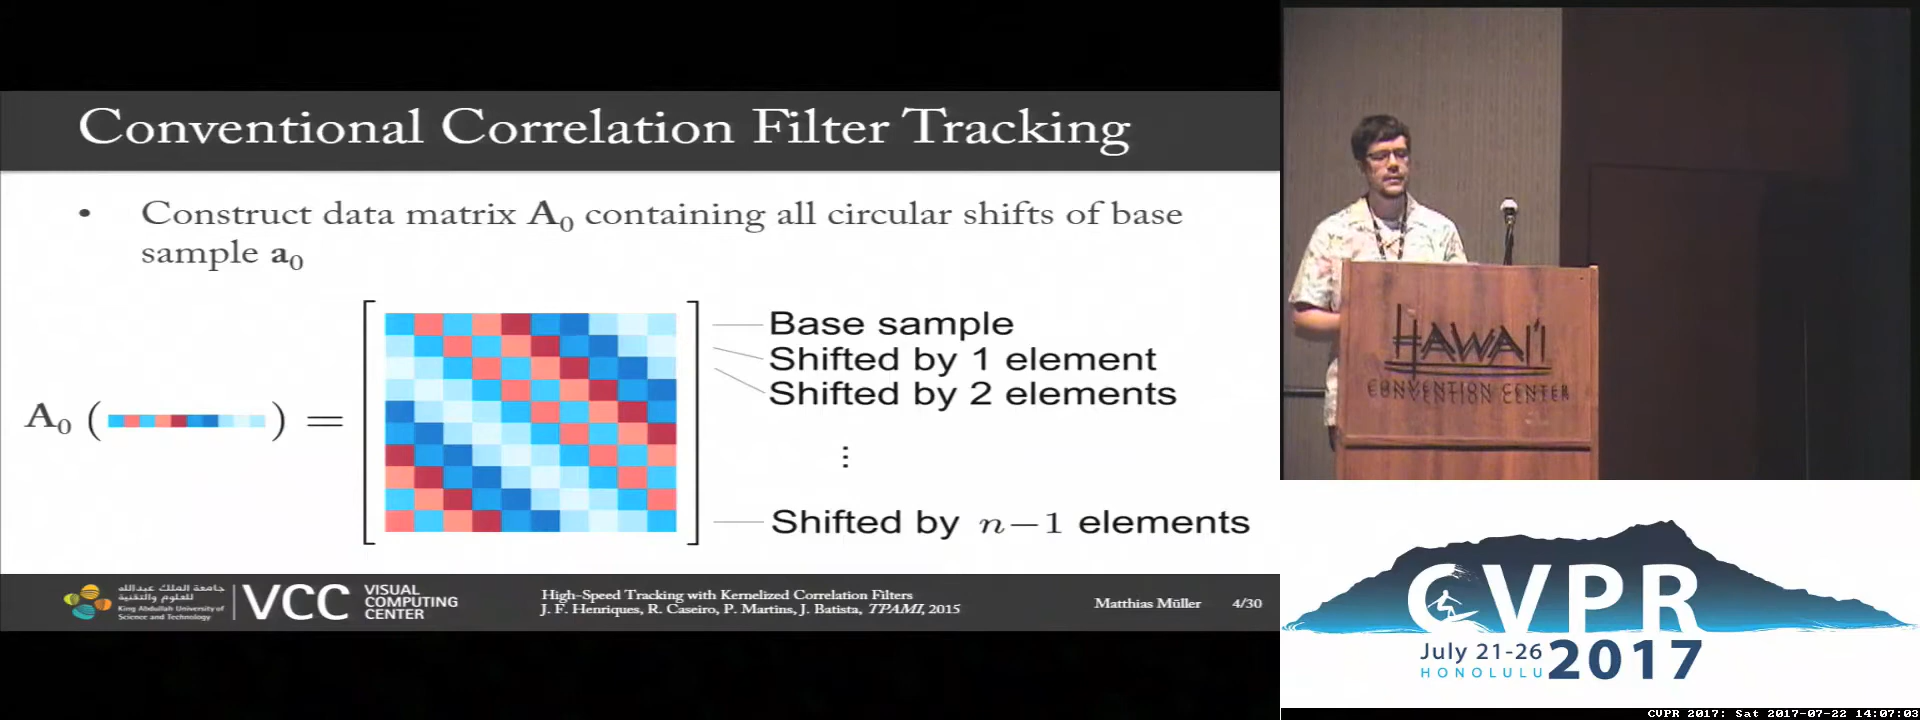 Conventional Correlation Filter Tracking
• Construct data matrix A₀ containing all circular shifts of base
sample a₀
A₀ ( ) =
Base sample
Shifted by 1 element
Shifted by 2 elements
⋮
Shifted by n−1 elements
جامعة الملك عبدالله
للعلوم والتقنية
King Abdullah University of
Science and Technology
VCC
VISUAL
COMPUTING
CENTER
High-Speed Tracking with Kernelized Correlation Filters
J. F. Henriques, R. Caseiro, P. Martins, J. Batista, TPAMI, 2015
Matthias Müller 4/30
HAWAI'I
CONVENTION CENTER
CVPR
July 21-26
HONOLULU
2017
CVPR 2017: Sat 2017-07-22 14:07:03